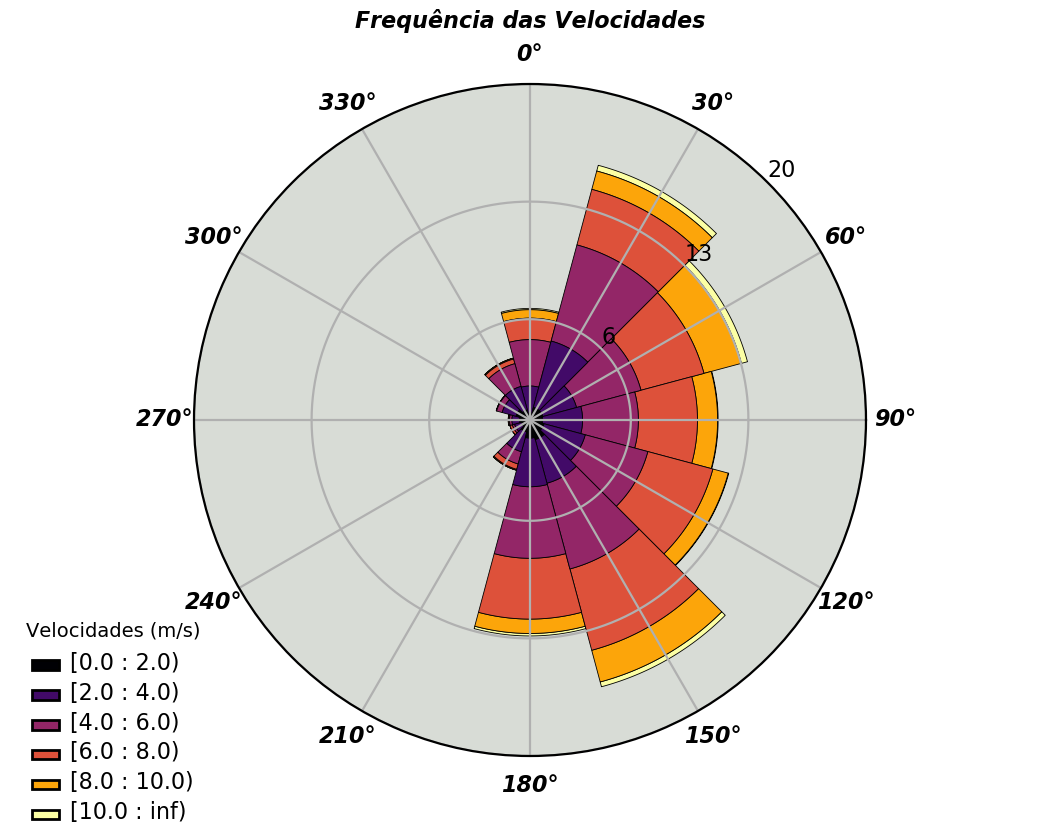 Frequência das Velocidades
0°
330°
30°
20
300°
60°
13
6
270°
90°
240°
120°
210°
150°
180°
Velocidades (m/s)
[0.0 : 2.0)
[2.0 : 4.0)
[4.0 : 6.0)
[6.0 : 8.0)
[8.0 : 10.0)
[10.0 : inf)